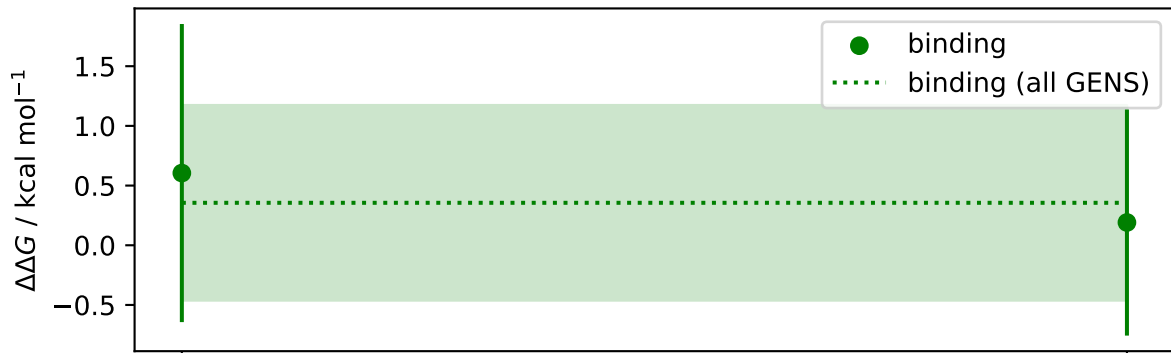 ΔΔG / kcal mol⁻¹
1.5
1.0
0.5
0.0
−0.5
binding
binding (all GENS)